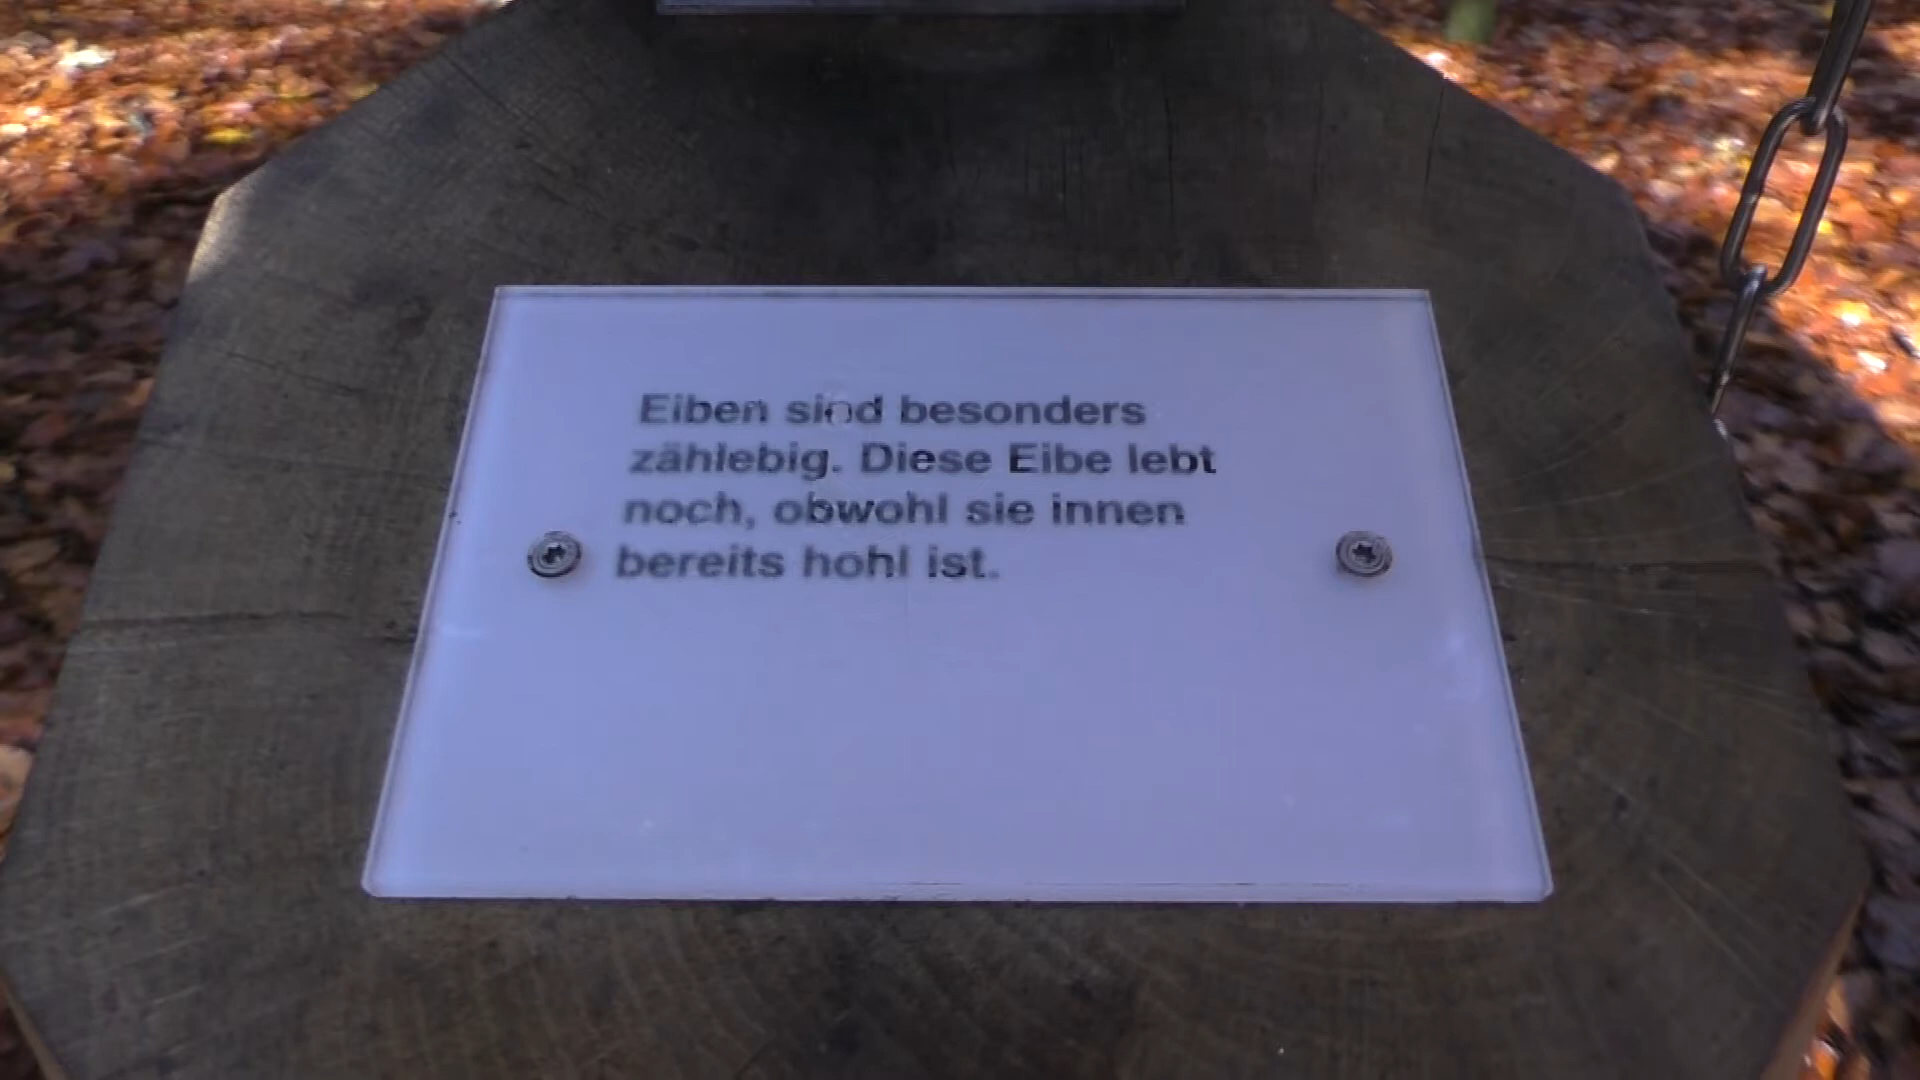 Eiben sind besonders
zählebig. Diese Eibe lebt
noch, obwohl sie innen
bereits hohl ist.